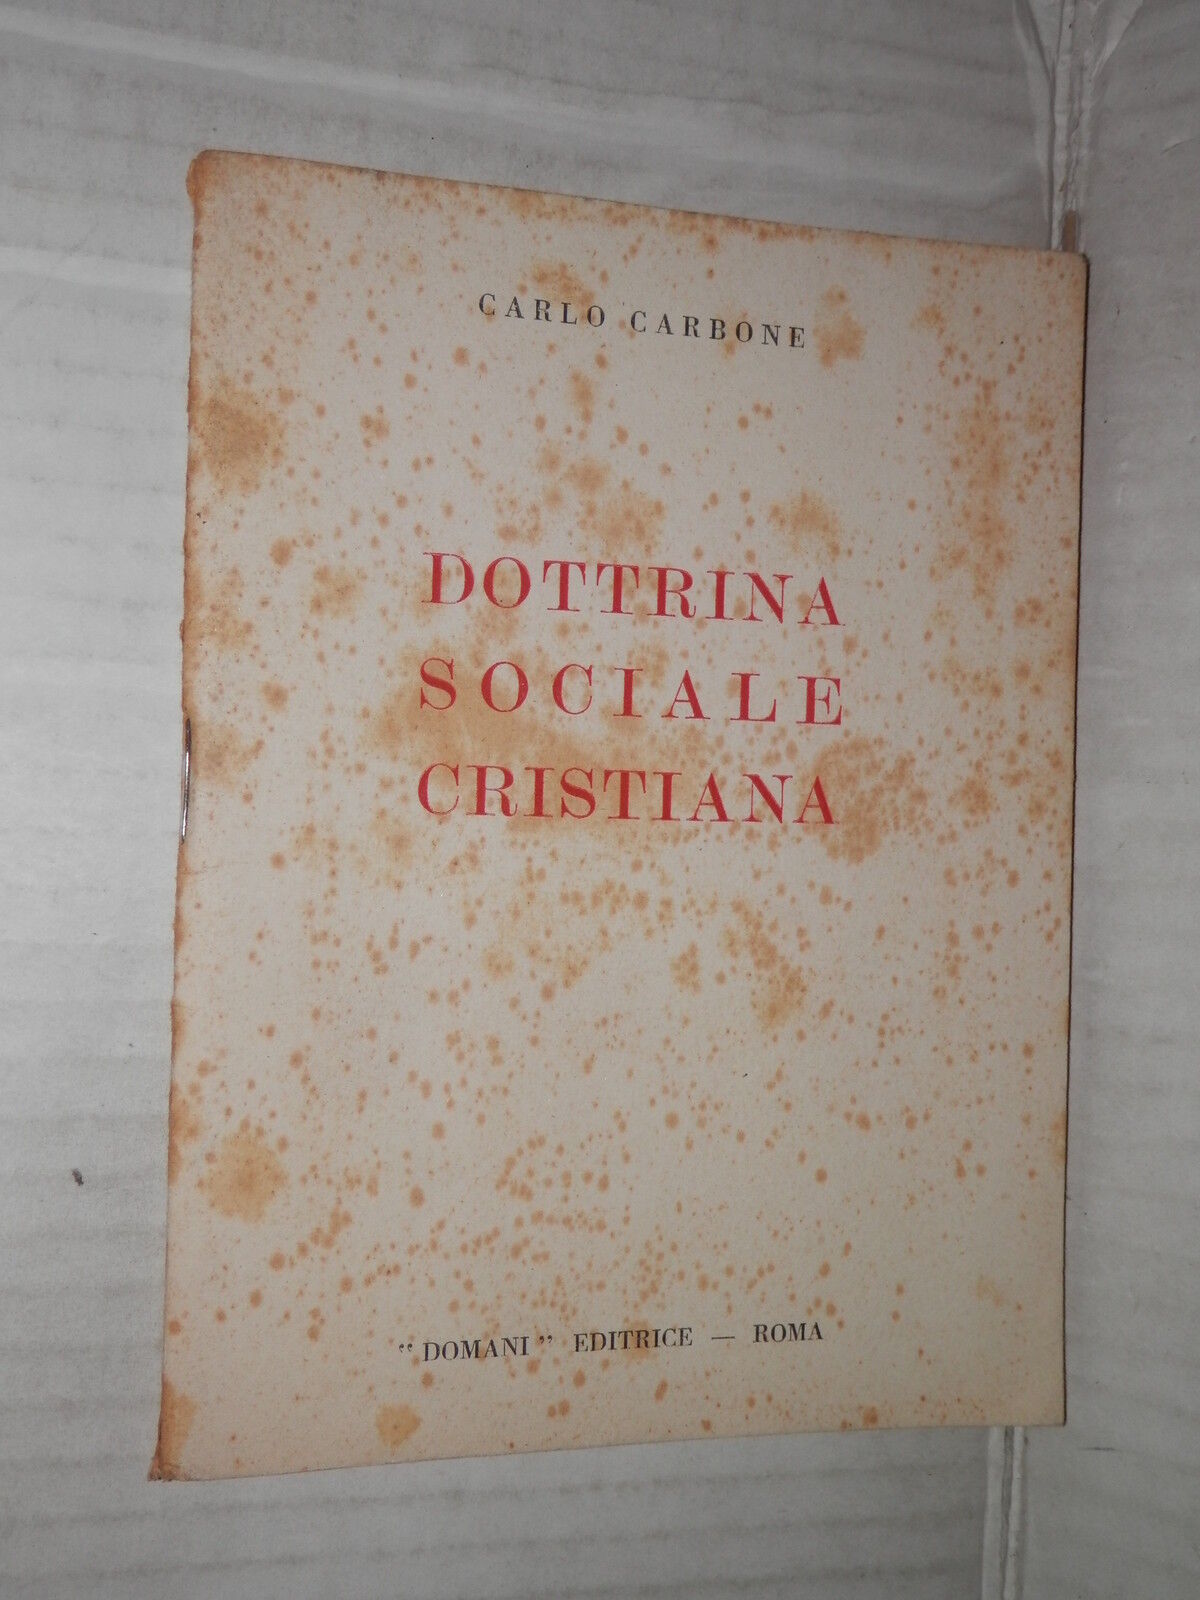 CARLO CARBONE
DOTTRINA
SOCIALE
CRISTIANA
“DOMANI” EDITRICE — ROMA